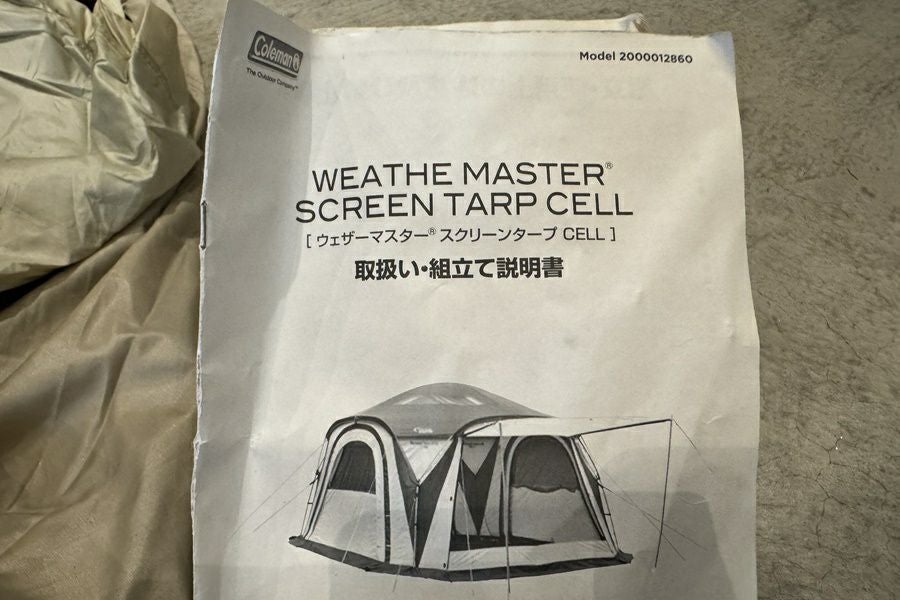 Coleman
The Outdoor Company™
Model 2000012860
WEATHE MASTER®
SCREEN TARP CELL
[ ウェザーマスター® スクリーンタープ CELL ]
取扱い・組立て説明書